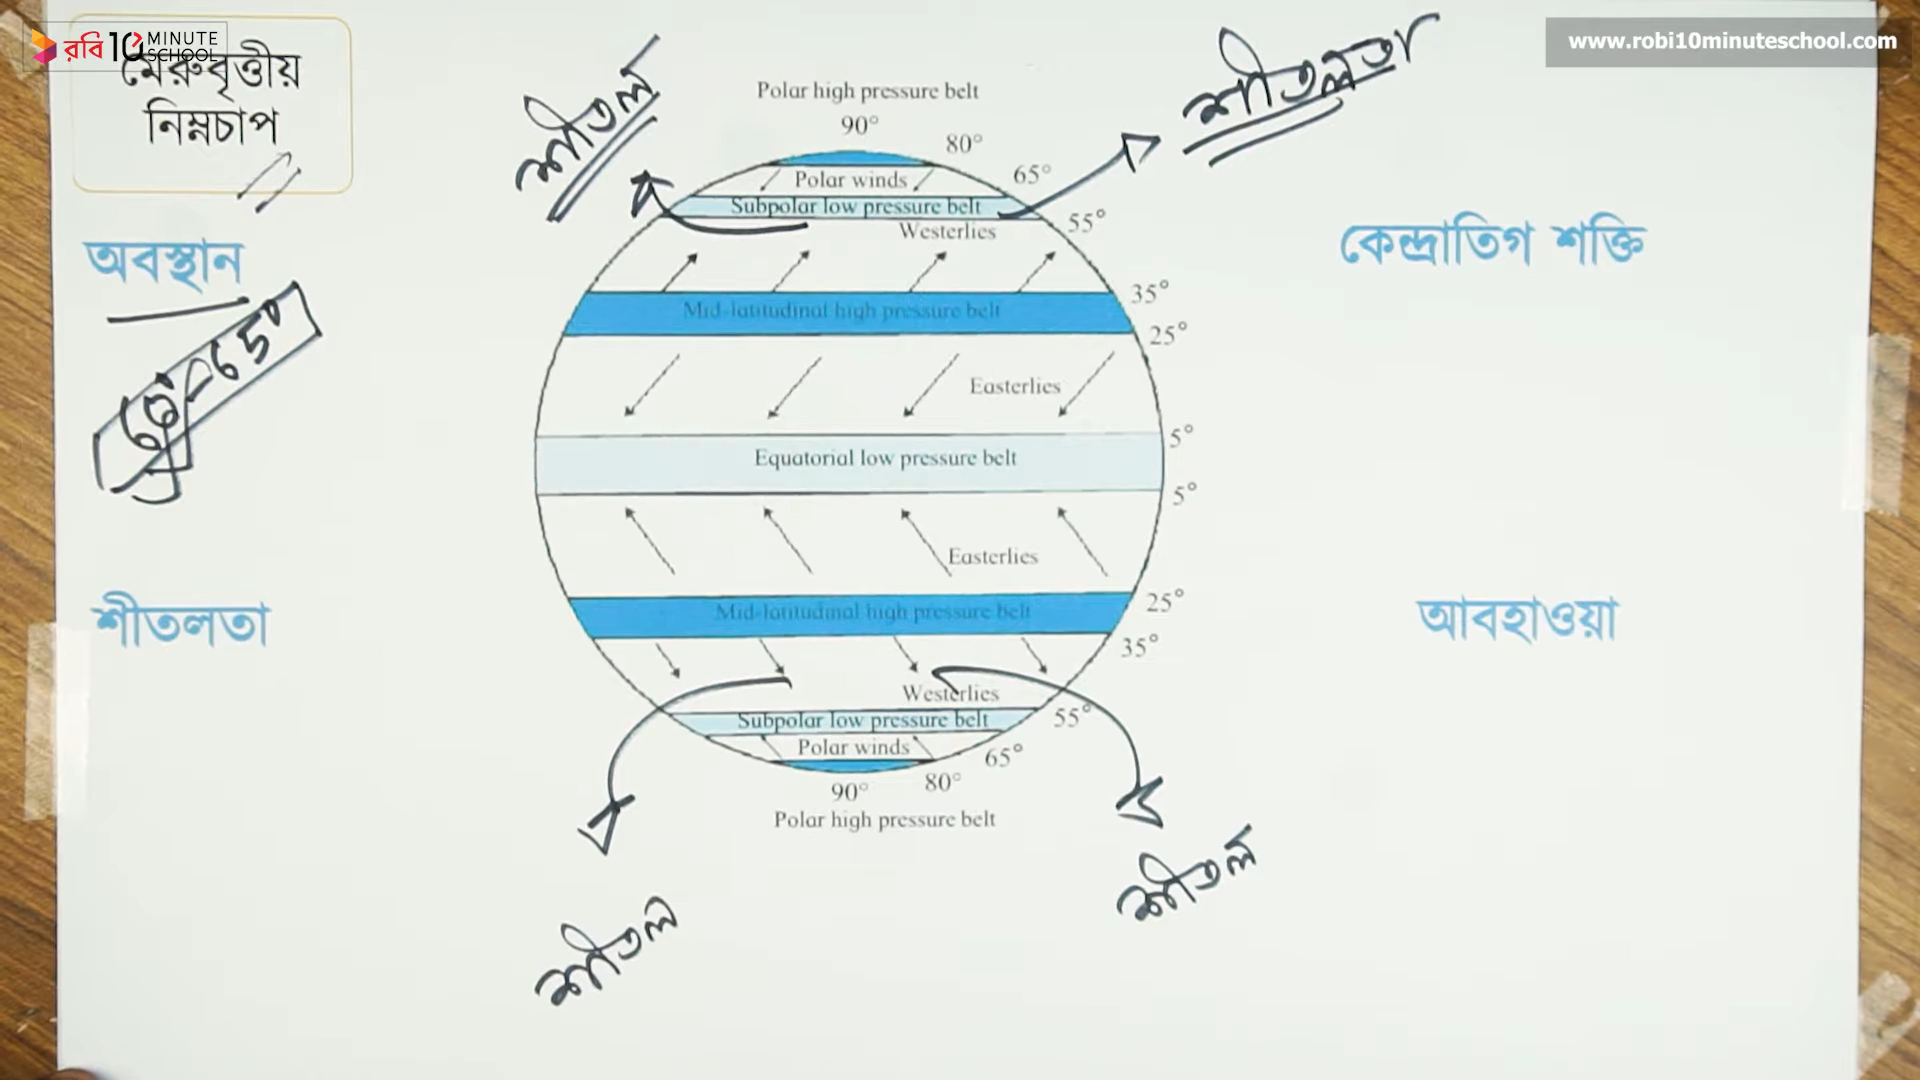 রবি 10 MINUTE SCHOOL
www.robi10minuteschool.com
মেরুবৃত্তীয়
নিম্নচাপ
শীতল
শীতলতা
Polar high pressure belt
90°
80°
65°
Polar winds
Subpolar low pressure belt
55°
Westerlies
অবস্থান
কেন্দ্রাতিগ শক্তি
35°
Mid-latitudinal high pressure belt
25°
65°
Easterlies
5°
Equatorial low pressure belt
5°
Easterlies
25°
Mid-latitudinal high pressure belt
35°
শীতলতা
আবহাওয়া
Westerlies
55°
Subpolar low pressure belt
Polar winds
65°
80°
90°
Polar high pressure belt
শীতল
শীতল